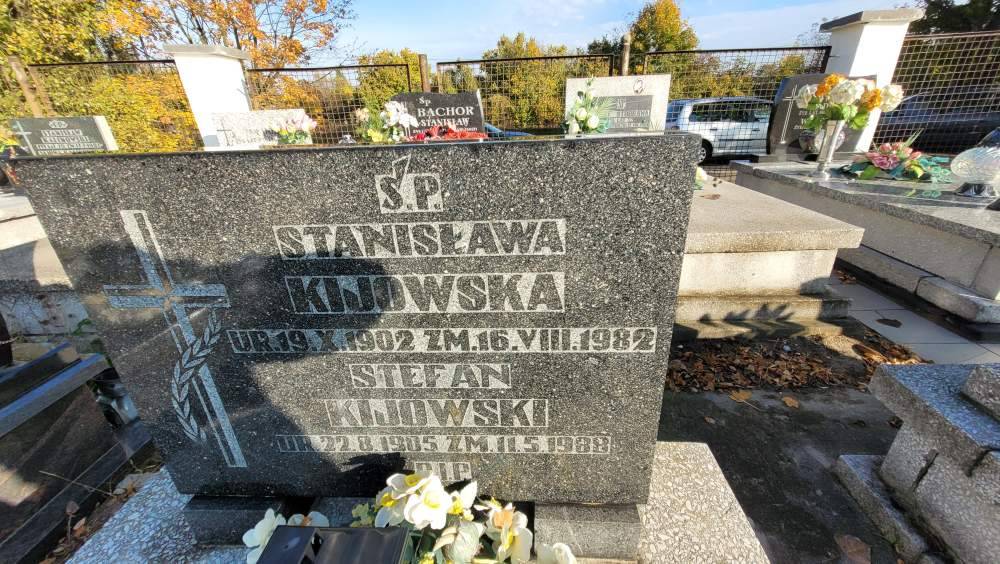 Ś.P.
STANISŁAWA
KIJOWSKA
UR.19.X.1902 ZM.16.VIII.1982
STEFAN
KIJOWSKI
UR.22.8.1905 ZM.11.5.1988
RIP
Ś.P.
BACHOR
STANISŁAW